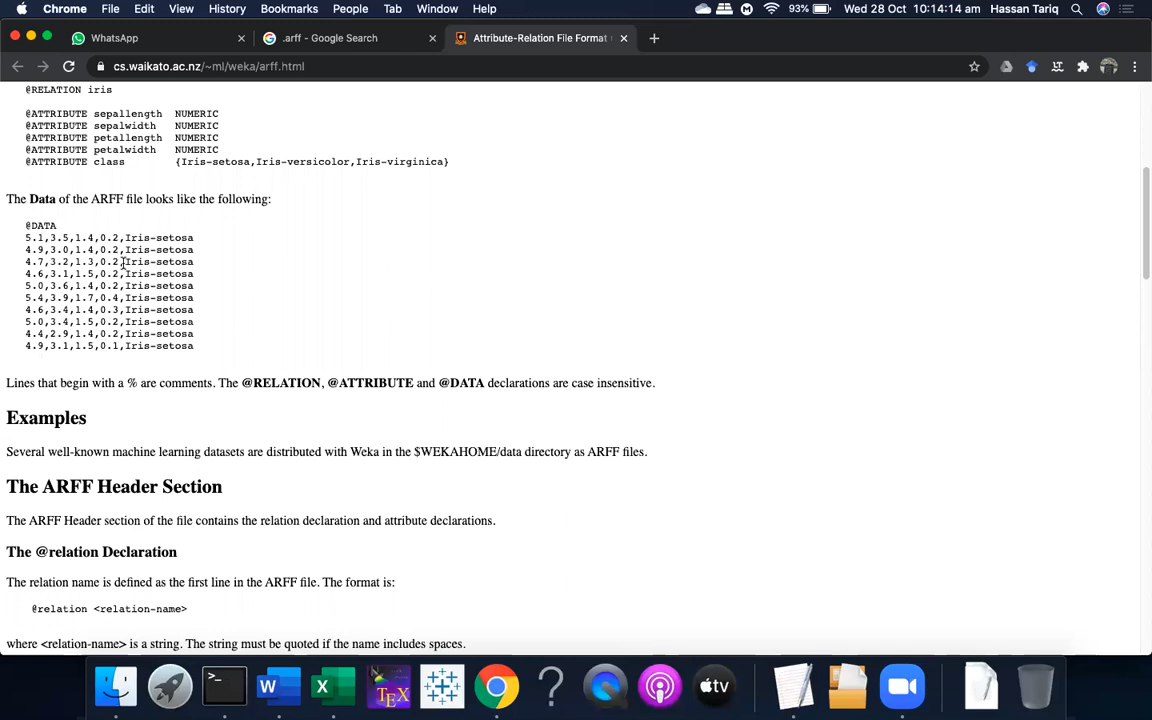 Chrome File Edit View History Bookmarks People Tab Window Help 93% Wed 28 Oct 10:14:14 am Hassan Tariq
WhatsApp .arff - Google Search Attribute-Relation File Format
cs.waikato.ac.nz/~ml/weka/arff.html
@RELATION iris
@ATTRIBUTE sepallength NUMERIC
@ATTRIBUTE sepalwidth NUMERIC
@ATTRIBUTE petallength NUMERIC
@ATTRIBUTE petalwidth NUMERIC
@ATTRIBUTE class {Iris-setosa,Iris-versicolor,Iris-virginica}
The Data of the ARFF file looks like the following:
@DATA
5.1,3.5,1.4,0.2,Iris-setosa
4.9,3.0,1.4,0.2,Iris-setosa
4.7,3.2,1.3,0.2,Iris-setosa
4.6,3.1,1.5,0.2,Iris-setosa
5.0,3.6,1.4,0.2,Iris-setosa
5.4,3.9,1.7,0.4,Iris-setosa
4.6,3.4,1.4,0.3,Iris-setosa
5.0,3.4,1.5,0.2,Iris-setosa
4.4,2.9,1.4,0.2,Iris-setosa
4.9,3.1,1.5,0.1,Iris-setosa
Lines that begin with a % are comments. The @RELATION, @ATTRIBUTE and @DATA declarations are case insensitive.
Examples
Several well-known machine learning datasets are distributed with Weka in the $WEKAHOME/data directory as ARFF files.
The ARFF Header Section
The ARFF Header section of the file contains the relation declaration and attribute declarations.
The @relation Declaration
The relation name is defined as the first line in the ARFF file. The format is:
@relation <relation-name>
where <relation-name> is a string. The string must be quoted if the name includes spaces.
>_ W X TEX ? tv